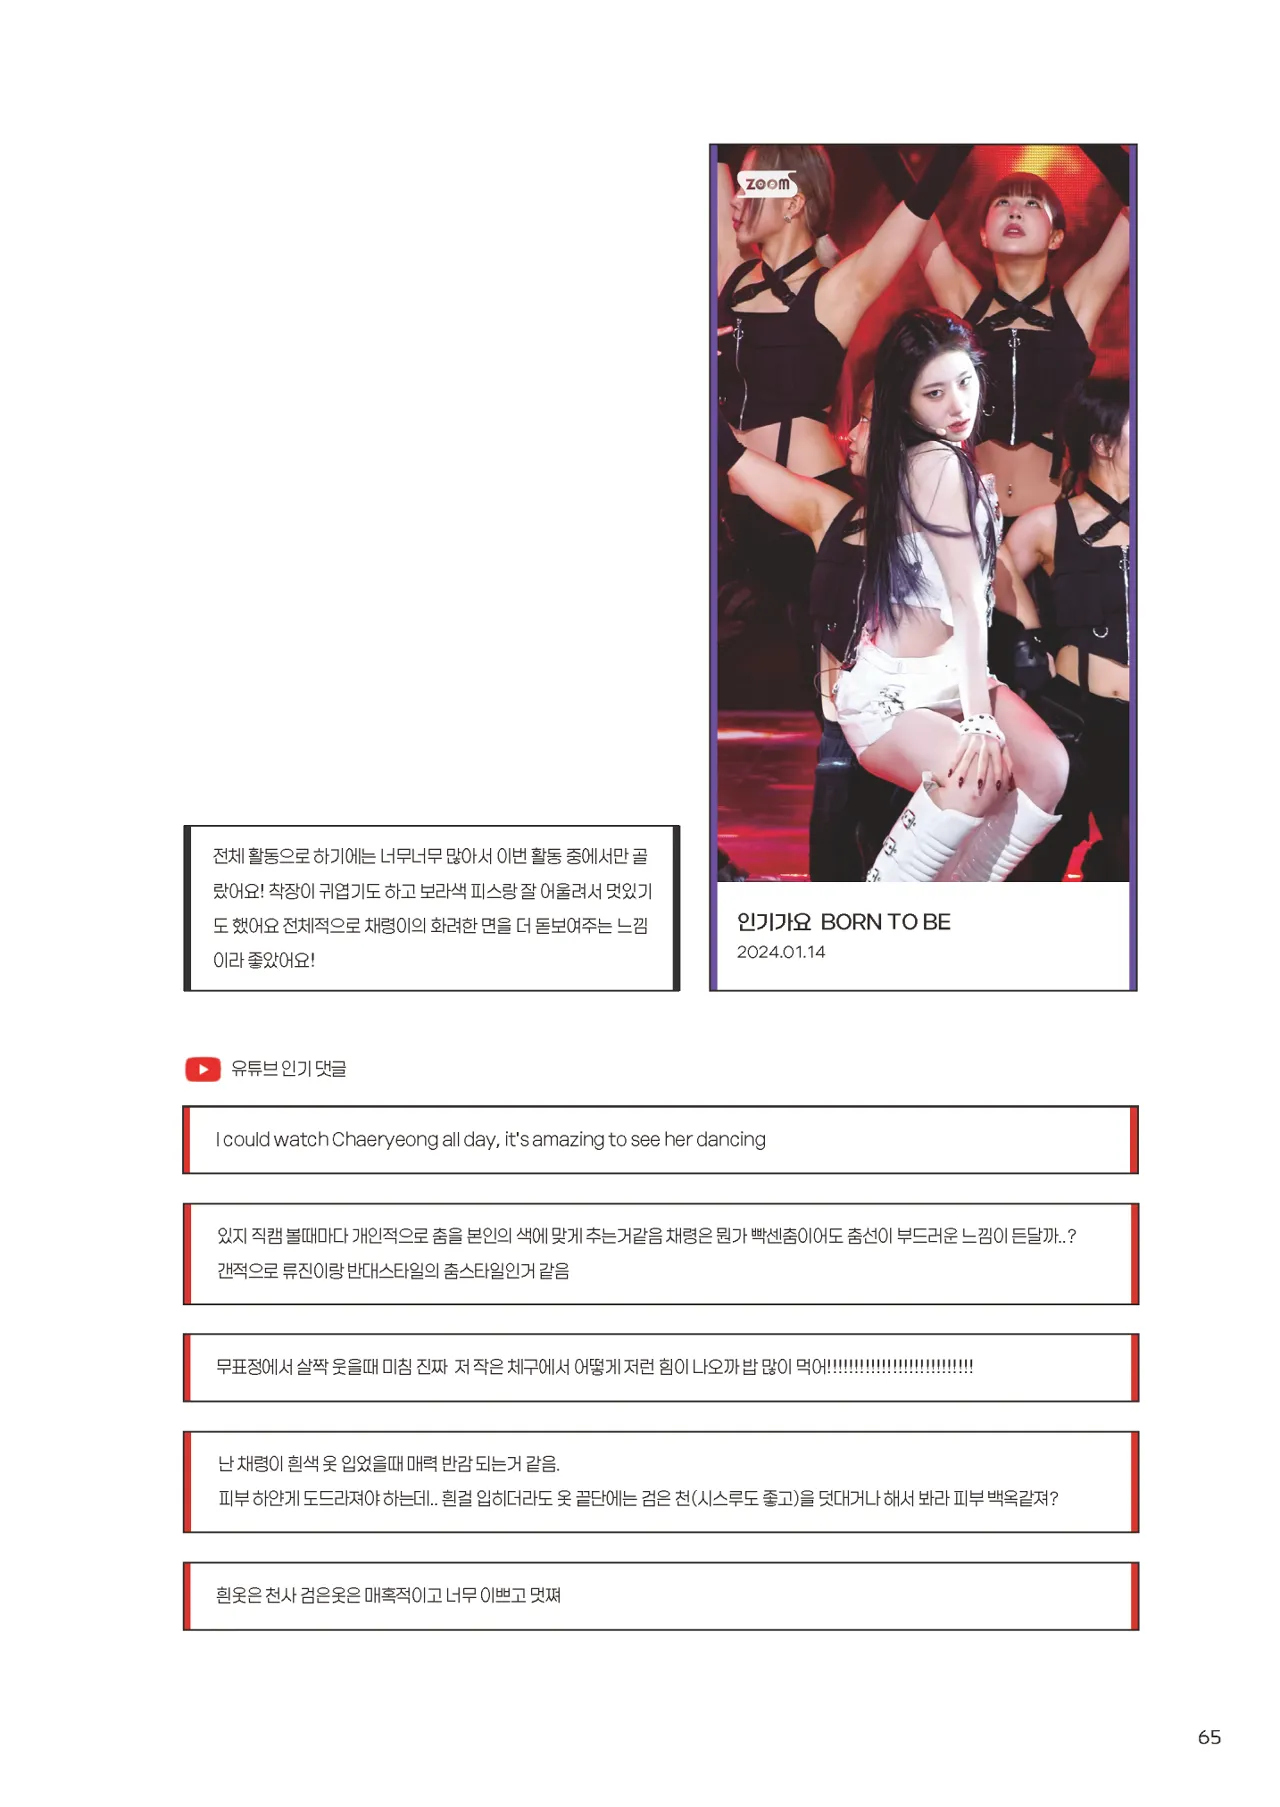 ZOOM
전체 활동으로 하기에는 너무너무 많아서 이번 활동 중에서만 골
랐어요! 착장이 귀엽기도 하고 보라색 피스랑 잘 어울려서 멋있기
도 했어요 전체적으로 채령이의 화려한 면을 더 돋보여주는 느낌
이라 좋았어요!
인기가요 BORN TO BE
2024.01.14
유튜브 인기 댓글
I could watch Chaeryeong all day, it's amazing to see her dancing
있지 직캠 볼때마다 개인적으로 춤을 본인의 색에 맞게 추는거같음 채령은 뭔가 빡센춤이어도 춤선이 부드러운 느낌이 든달까..?
갠적으로 류진이랑 반대스타일의 춤스타일인거 같음
무표정에서 살짝 웃을때 미침 진짜 저 작은 체구에서 어떻게 저런 힘이 나오까 밥 많이 먹어!!!!!!!!!!!!!!!!!!!!!!!!!!!
난 채령이 흰색 옷 입었을때 매력 반감 되는거 같음.
피부 하얀게 도드라져야 하는데.. 흰걸 입히더라도 옷 끝단에는 검은 천(시스루도 좋고)을 덧대거나 해서 봐라 피부 백옥같져?
흰옷은 천사 검은옷은 매혹적이고 너무 이쁘고 멋쪄
65